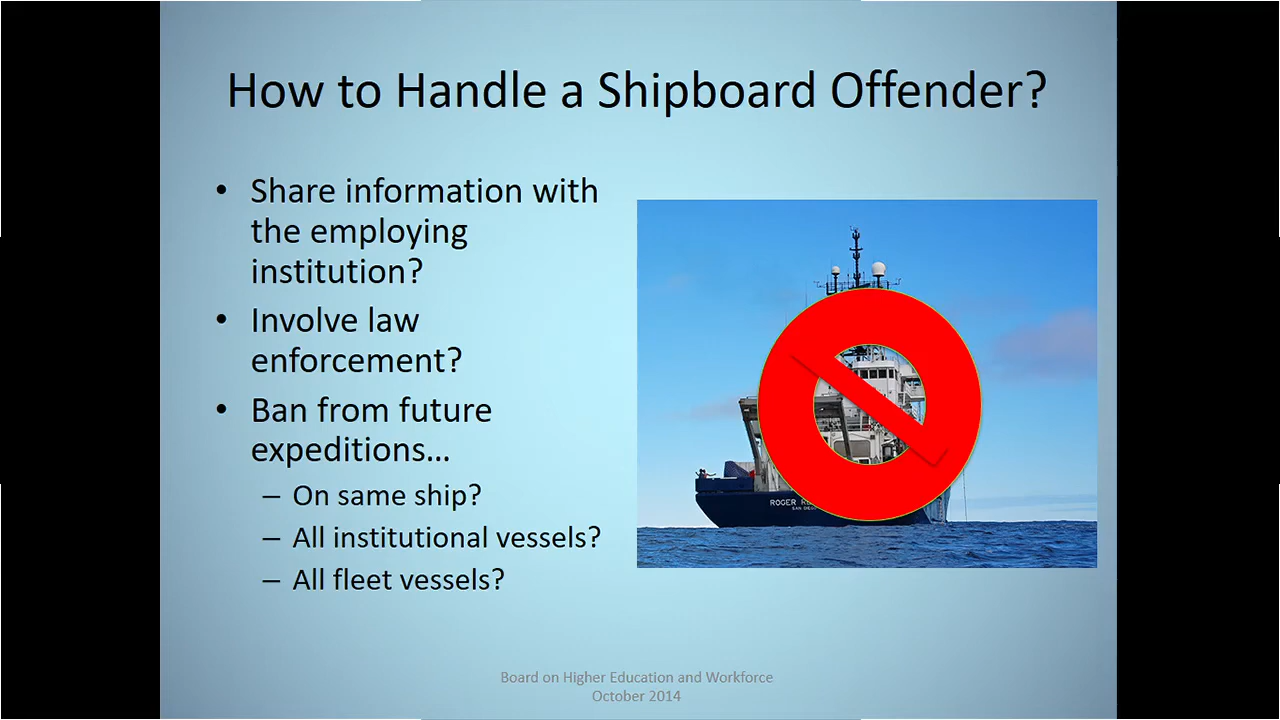 How to Handle a Shipboard Offender?
• Share information with
the employing
institution?
• Involve law
enforcement?
• Ban from future
expeditions...
– On same ship?
– All institutional vessels?
– All fleet vessels?
ROGER
SAN DIEGO
Board on Higher Education and Workforce
October 2014